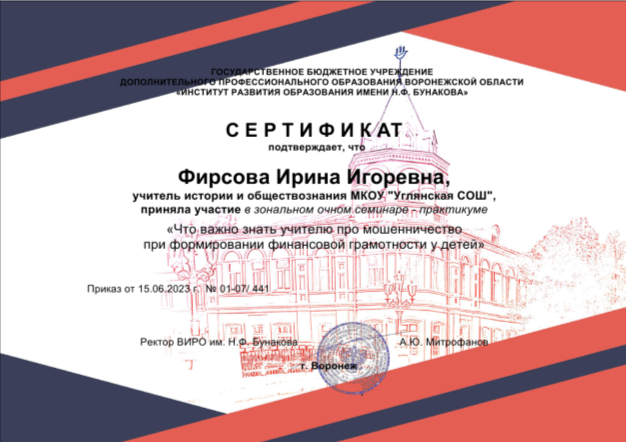 ГОСУДАРСТВЕННОЕ БЮДЖЕТНОЕ УЧРЕЖДЕНИЕ
ДОПОЛНИТЕЛЬНОГО ПРОФЕССИОНАЛЬНОГО ОБРАЗОВАНИЯ ВОРОНЕЖСКОЙ ОБЛАСТИ
«ИНСТИТУТ РАЗВИТИЯ ОБРАЗОВАНИЯ ИМЕНИ Н.Ф. БУНАКОВА»
СЕРТИФИКАТ
подтверждает, что
Фирсова Ирина Игоревна,
учитель истории и обществознания МКОУ "Углянская СОШ",
приняла участие в зональном очном семинаре - практикуме
«Что важно знать учителю про мошенничество
при формировании финансовой грамотности у детей»
Приказ от 15.06.2023 г. № 01-07/ 441
Ректор ВИРО им. Н.Ф. Бунакова А.Ю. Митрофанов
г. Воронеж